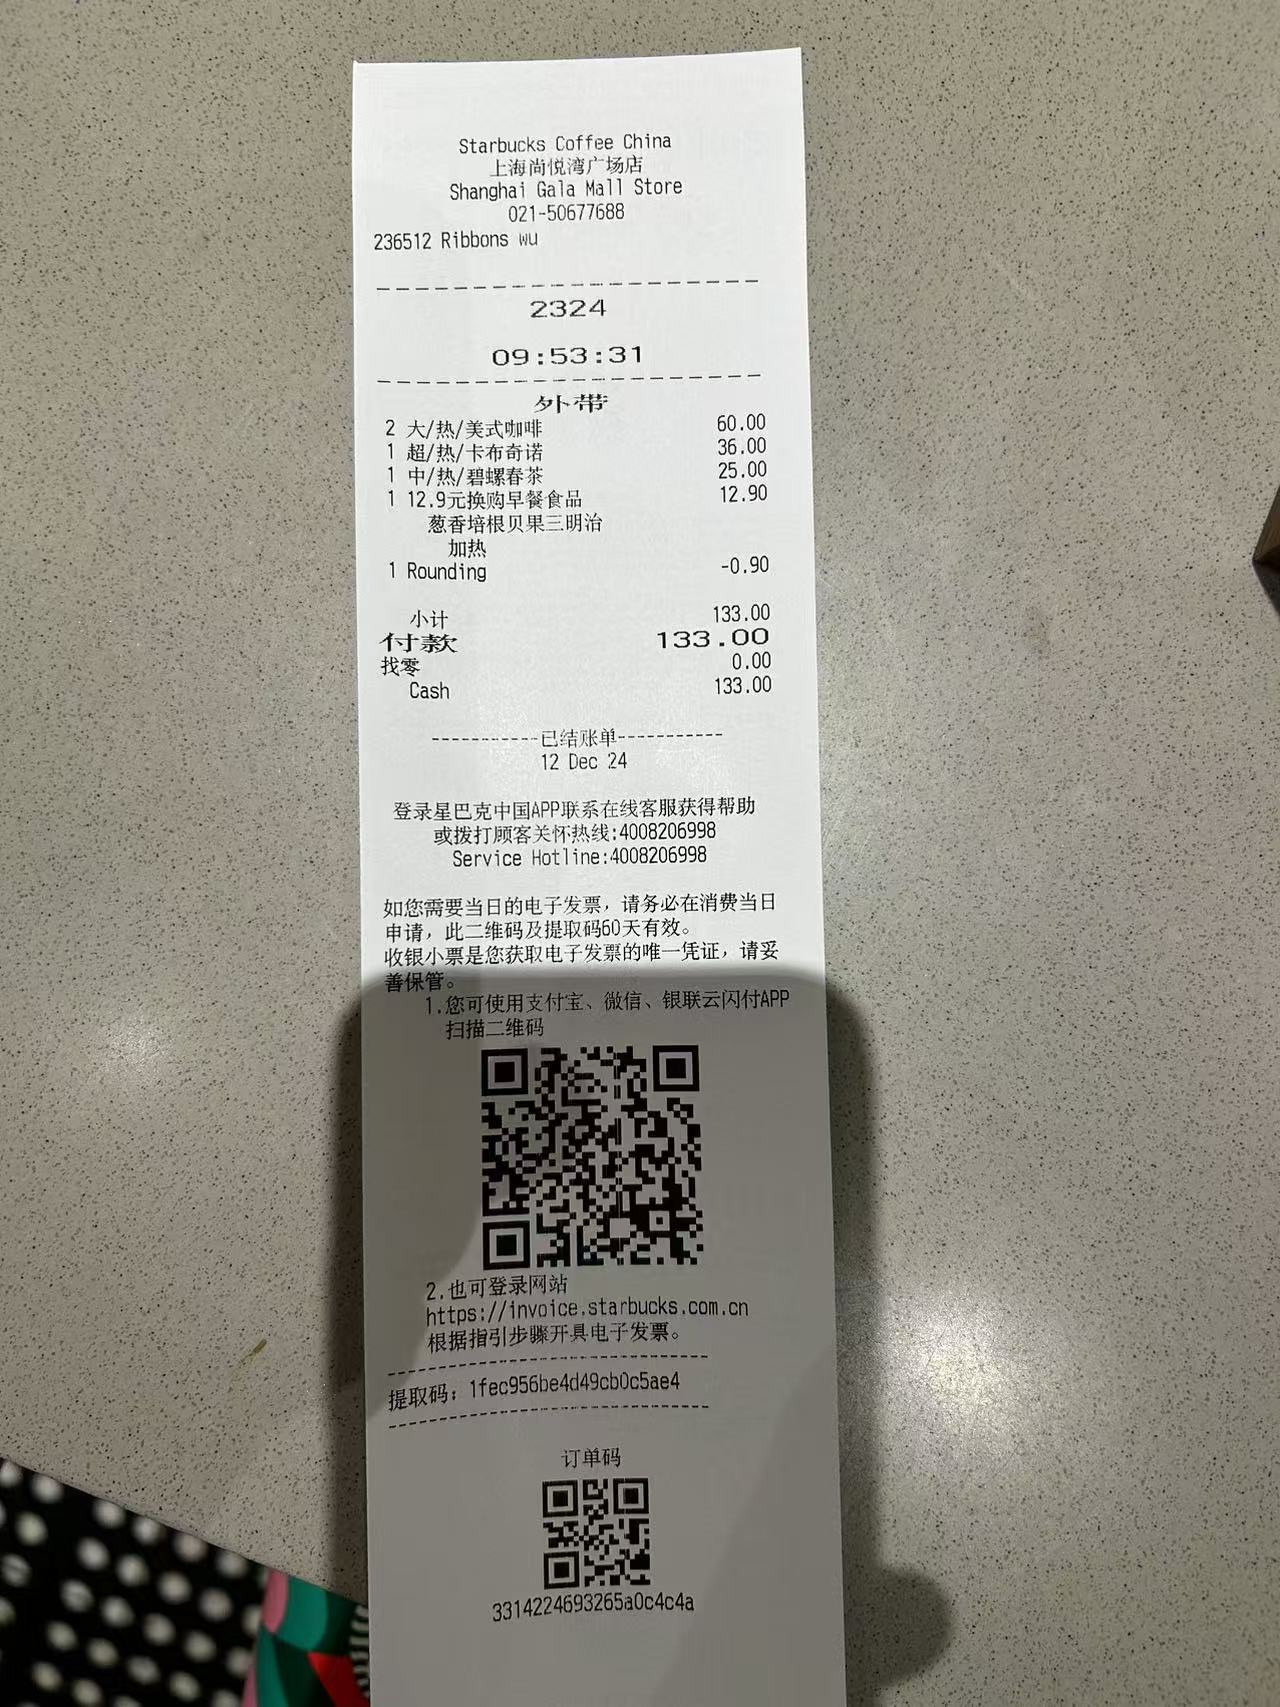 Starbucks Coffee China
上海尚悦湾广场店
Shanghai Gala Mall Store
021-50677688
236512 Ribbons wu
2324
09:53:31
外带
2 大/热/美式咖啡 60.00
1 超/热/卡布奇诺 36.00
1 中/热/碧螺春茶 25.00
1 12.9元换购早餐食品 12.90
葱香培根贝果三明治
加热
1 Rounding -0.90
小计 133.00
付款 133.00
找零 0.00
Cash 133.00
-----------已结账单-----------
12 Dec 24
登录星巴克中国APP联系在线客服获得帮助
或拨打顾客关怀热线:4008206998
Service Hotline:4008206998
如您需要当日的电子发票，请务必在消费当日
申请，此二维码及提取码60天有效。
收银小票是您获取电子发票的唯一凭证，请妥
善保管。
1.您可使用支付宝、微信、银联云闪付APP
扫描二维码
2.也可登录网站
https://invoice.starbucks.com.cn
根据指引步骤开具电子发票。
提取码：1fec956be4d49cb0c5ae4
订单码
3314224693265a0c4c4a